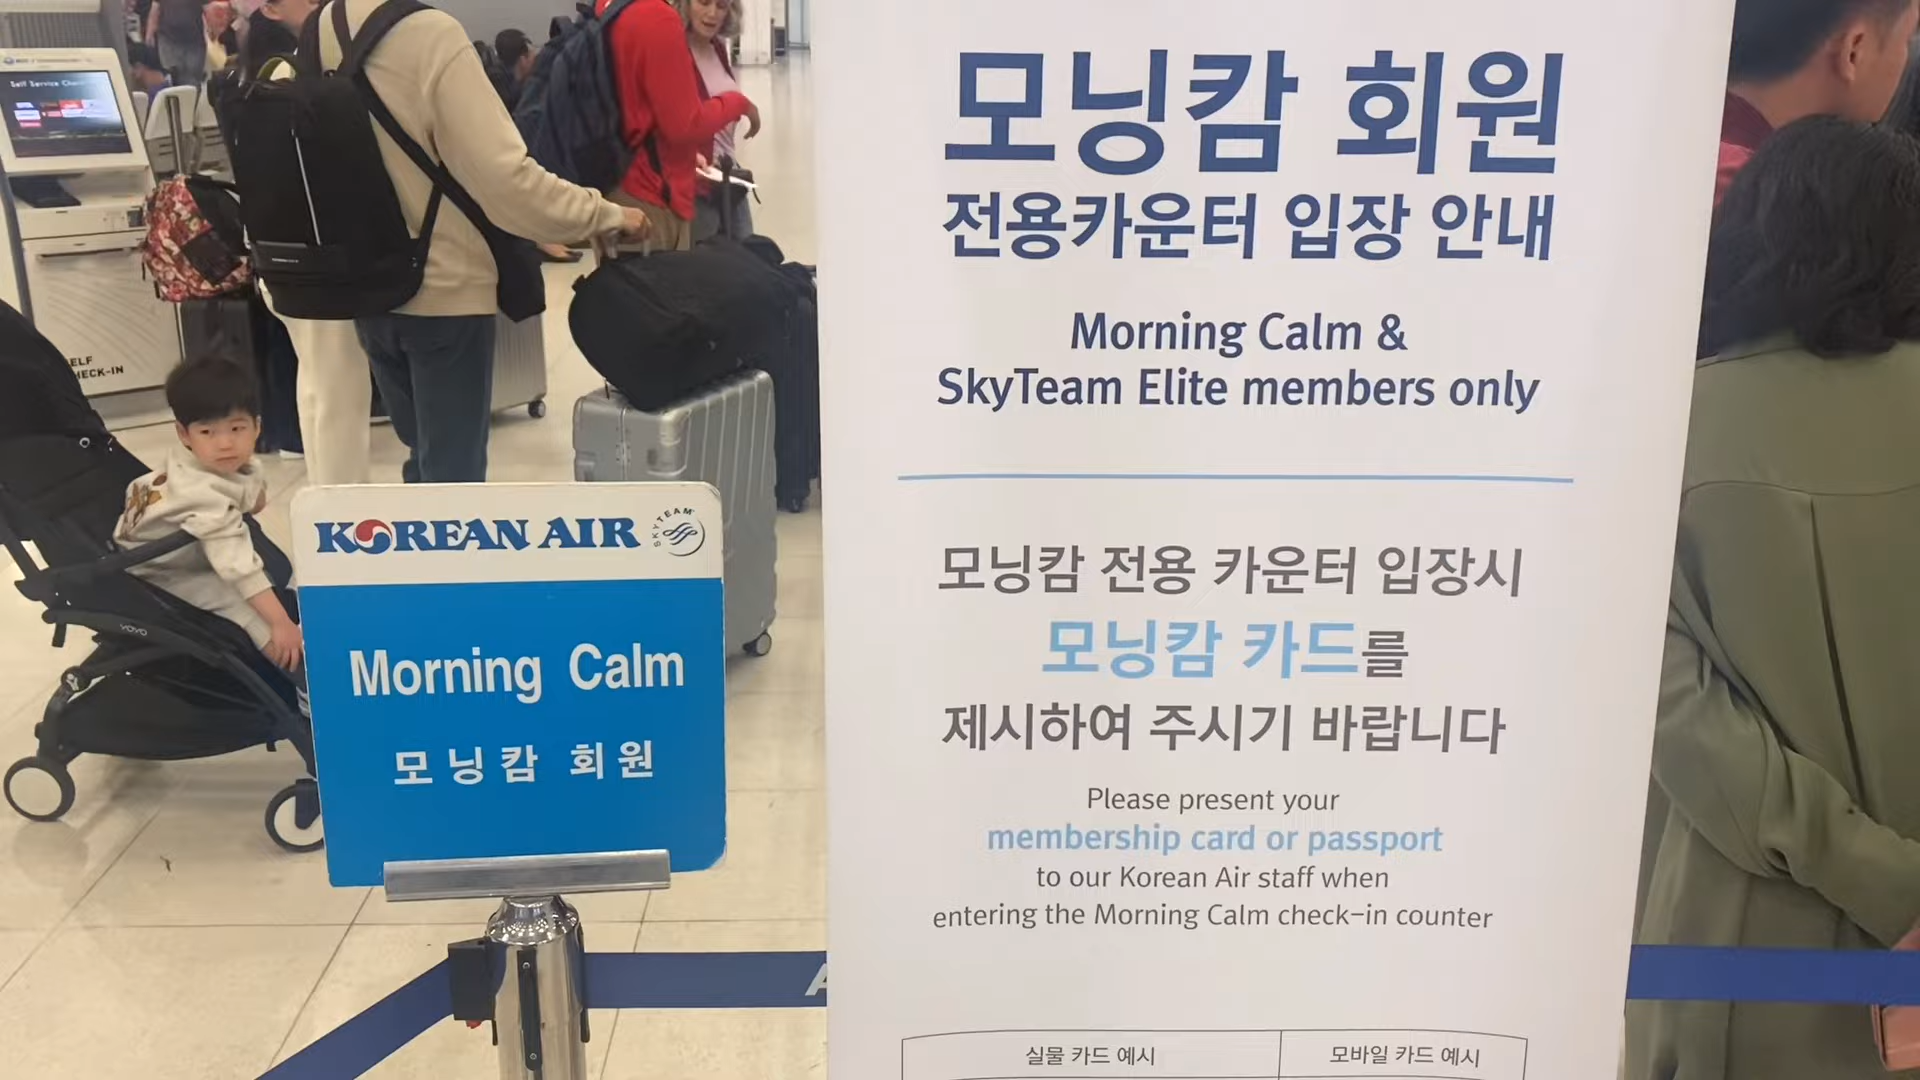 Self Service Check
SELF
CHECK-IN
YOYO
KOREAN AIR
SKYTEAM
Morning Calm
모닝캄 회원
모닝캄 회원
전용카운터 입장 안내
Morning Calm &
SkyTeam Elite members only
모닝캄 전용 카운터 입장시
모닝캄 카드를
제시하여 주시기 바랍니다
Please present your
membership card or passport
to our Korean Air staff when
entering the Morning Calm check-in counter
실물 카드 예시
모바일 카드 예시